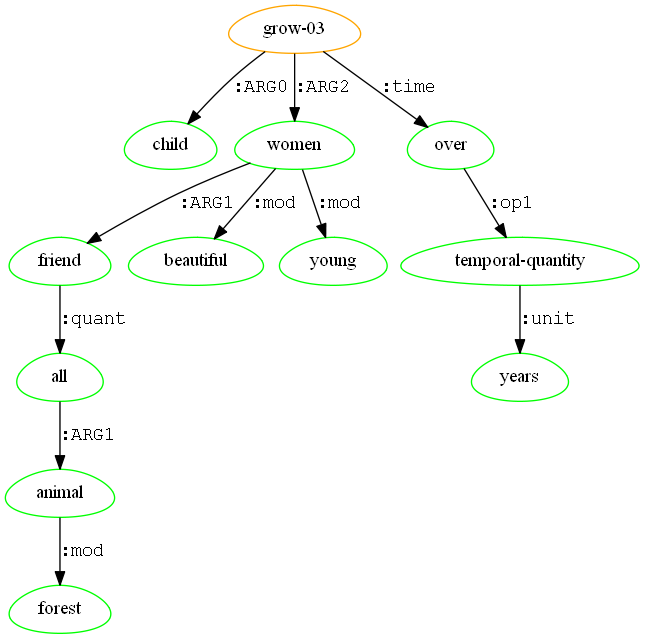 grow-03
:ARG0 :ARG2 :time
child women over
:ARG1 :mod :mod :op1
friend beautiful young temporal-quantity
:quant :unit
all years
:ARG1
animal
:mod
forest